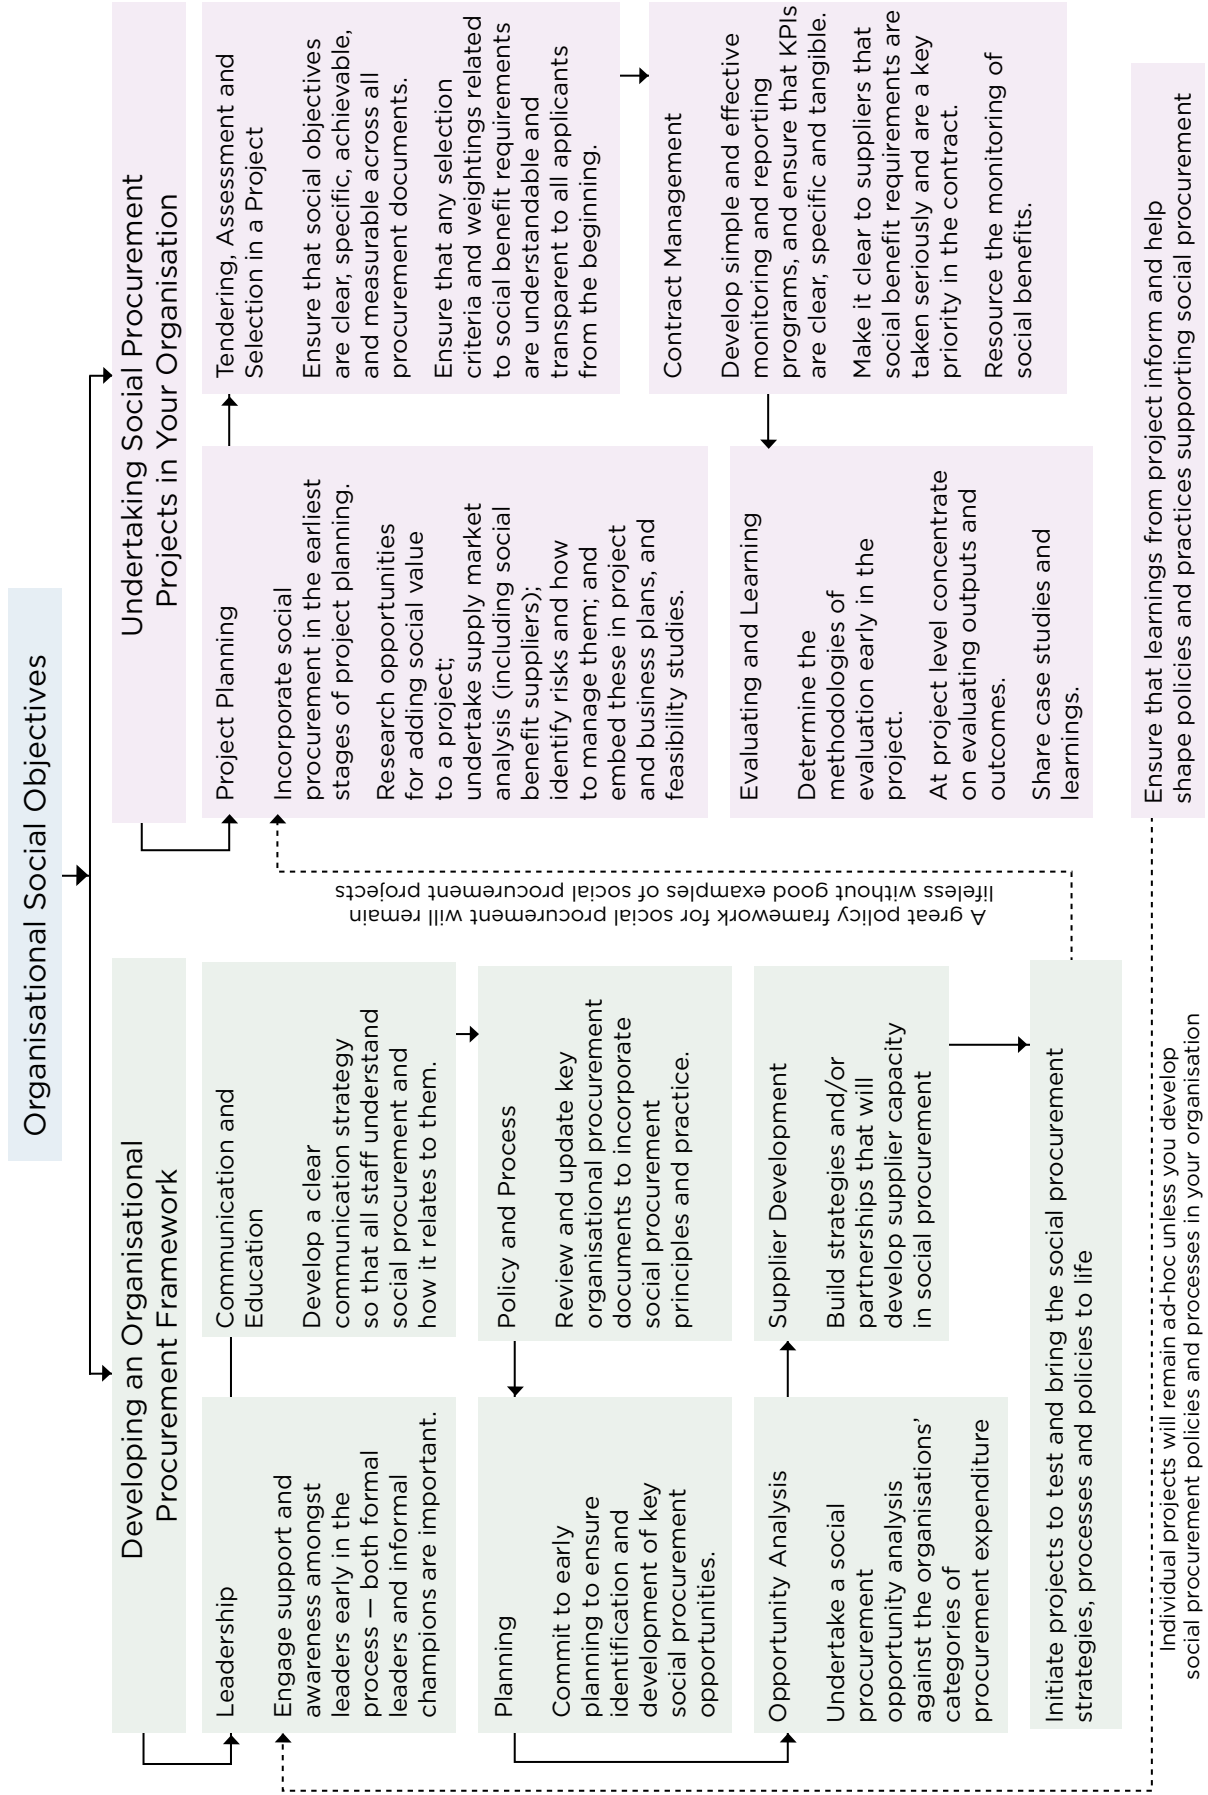 Organisational Social Objectives
Developing an Organisational
Procurement Framework
Leadership
Engage support and
awareness amongst
leaders early in the
process — both formal
leaders and informal
champions are important.
Communication and
Education
Develop a clear
communication strategy
so that all staff understand
social procurement and
how it relates to them.
Policy and Process
Review and update key
organisational procurement
documents to incorporate
social procurement
principles and practice.
Planning
Commit to early
planning to ensure
identification and
development of key
social procurement
opportunities.
Opportunity Analysis
Undertake a social
procurement
opportunity analysis
against the organisations’
categories of
procurement expenditure
Supplier Development
Build strategies and/or
partnerships that will
develop supplier capacity
in social procurement
Initiate projects to test and bring the social procurement
strategies, processes and policies to life
A great policy framework for social procurement will remain
lifeless without good examples of social procurement projects
Undertaking Social Procurement
Projects in Your Organisation
Project Planning
Incorporate social
procurement in the earliest
stages of project planning.
Research opportunities
for adding social value
to a project;
undertake supply market
analysis (including social
benefit suppliers);
identify risks and how
to manage them; and
embed these in project
and business plans, and
feasibility studies.
Tendering, Assessment and
Selection in a Project
Ensure that social objectives
are clear, specific, achievable,
and measurable across all
procurement documents.
Ensure that any selection
criteria and weightings related
to social benefit requirements
are understandable and
transparent to all applicants
from the beginning.
Contract Management
Develop simple and effective
monitoring and reporting
programs, and ensure that KPIs
are clear, specific and tangible.
Make it clear to suppliers that
social benefit requirements are
taken seriously and are a key
priority in the contract.
Resource the monitoring of
social benefits.
Evaluating and Learning
Determine the
methodologies of
evaluation early in the
project.
At project level concentrate
on evaluating outputs and
outcomes.
Share case studies and
learnings.
Ensure that learnings from project inform and help
shape policies and practices supporting social procurement
Individual projects will remain ad-hoc unless you develop
social procurement policies and processes in your organisation